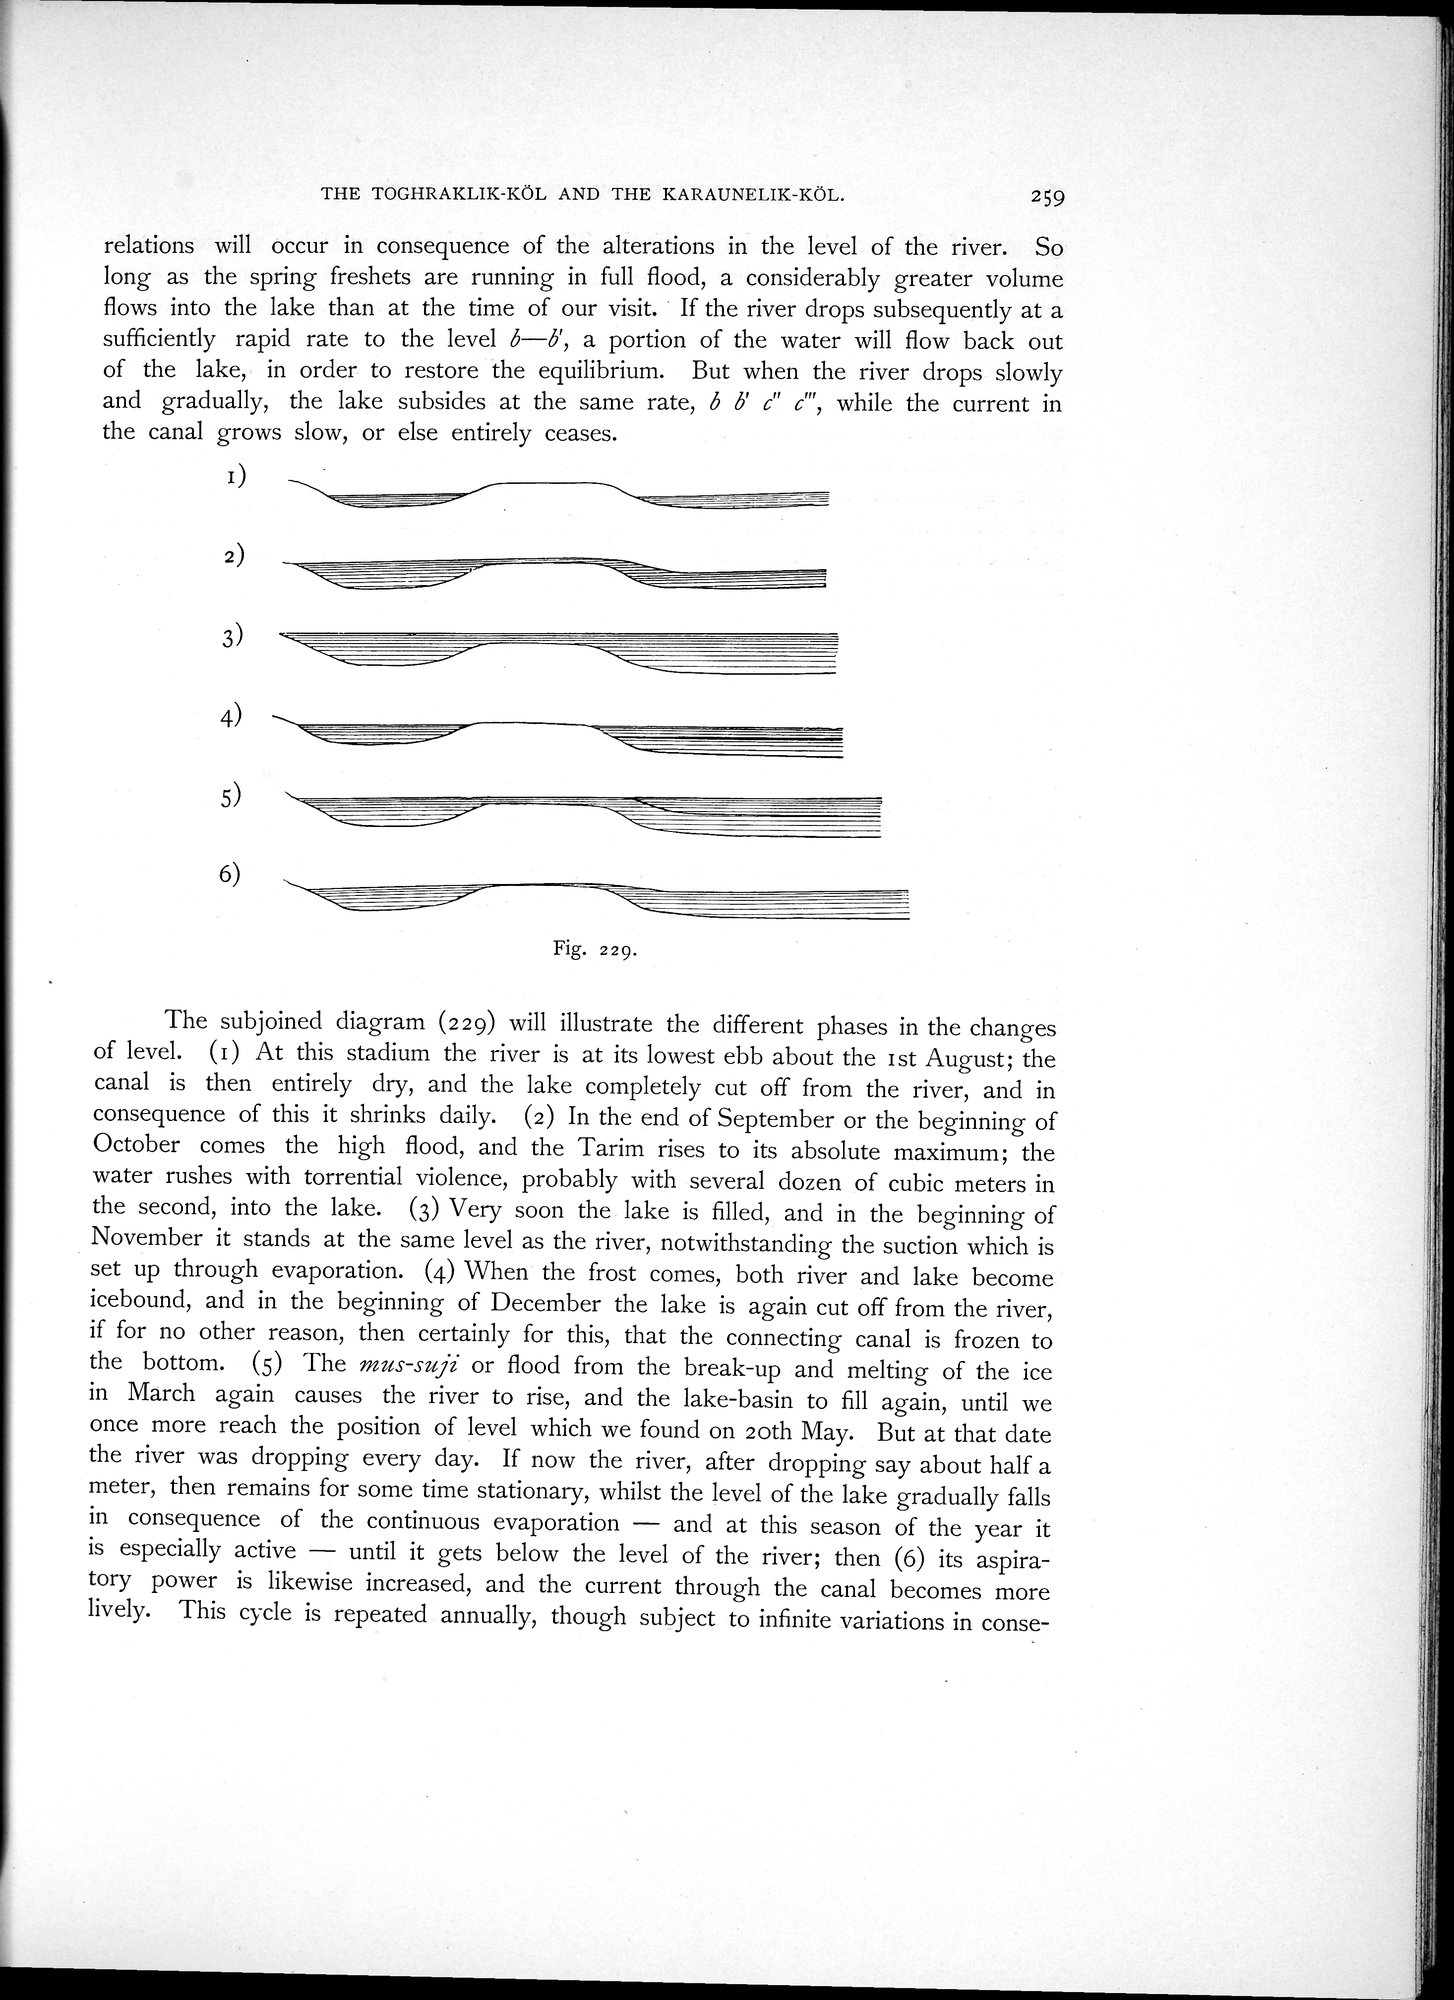 THE TOGHRAKLIK-KÖL AND THE KARAUNELIK-KÖL. 259
relations will occur in consequence of the alterations in the level of the river. So
long as the spring freshets are running in full flood, a considerably greater volume
flows into the lake than at the time of our visit. If the river drops subsequently at a
sufficiently rapid rate to the level b—b', a portion of the water will flow back out
of the lake, in order to restore the equilibrium. But when the river drops slowly
and gradually, the lake subsides at the same rate, b b' c'' c''', while the current in
the canal grows slow, or else entirely ceases.
1)
2)
3)
4)
5)
6)
Fig. 229.
The subjoined diagram (229) will illustrate the different phases in the changes
of level. (1) At this stadium the river is at its lowest ebb about the 1st August; the
canal is then entirely dry, and the lake completely cut off from the river, and in
consequence of this it shrinks daily. (2) In the end of September or the beginning of
October comes the high flood, and the Tarim rises to its absolute maximum; the
water rushes with torrential violence, probably with several dozen of cubic meters in
the second, into the lake. (3) Very soon the lake is filled, and in the beginning of
November it stands at the same level as the river, notwithstanding the suction which is
set up through evaporation. (4) When the frost comes, both river and lake become
icebound, and in the beginning of December the lake is again cut off from the river,
if for no other reason, then certainly for this, that the connecting canal is frozen to
the bottom. (5) The mus-suji or flood from the break-up and melting of the ice
in March again causes the river to rise, and the lake-basin to fill again, until we
once more reach the position of level which we found on 20th May. But at that date
the river was dropping every day. If now the river, after dropping say about half a
meter, then remains for some time stationary, whilst the level of the lake gradually falls
in consequence of the continuous evaporation — and at this season of the year it
is especially active — until it gets below the level of the river; then (6) its aspira-
tory power is likewise increased, and the current through the canal becomes more
lively. This cycle is repeated annually, though subject to infinite variations in conse-